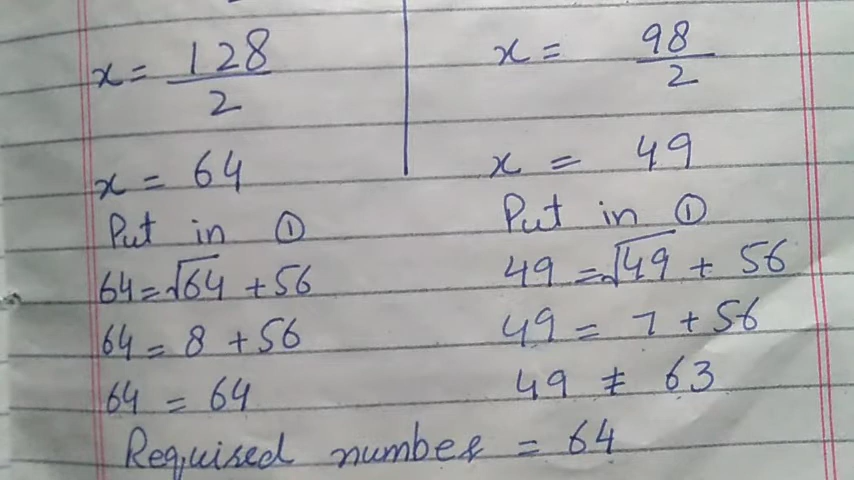 x = 128/2
x = 64
Put in ①
64 = √64 + 56
64 = 8 + 56
64 = 64
x = 98/2
x = 49
Put in ①
49 = √49 + 56
49 = 7 + 56
49 ≠ 63
Required number = 64